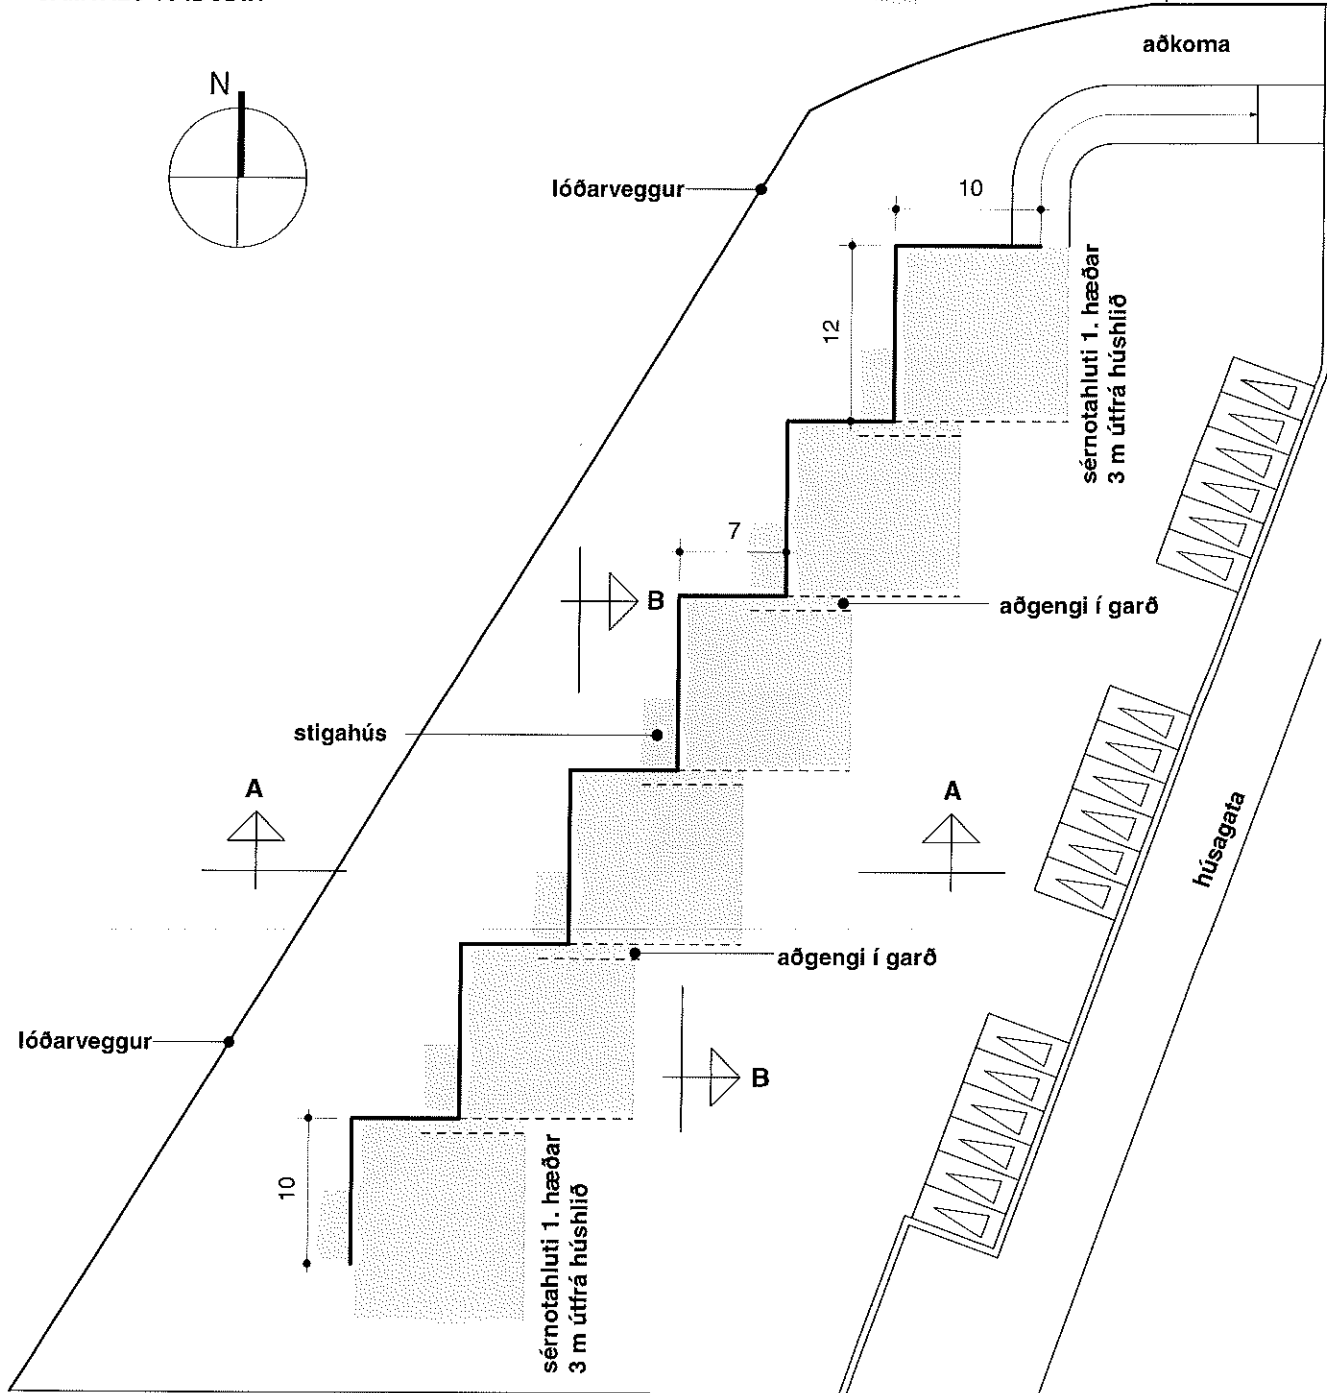 aðkoma
N
lóðarveggur
10
12
sérnotahluti 1. hæðar
3 m útfrá húshlið
7
B
aðgengi í garð
stigahús
A
A
húsagata
aðgengi í garð
lóðarveggur
B
10
sérnotahluti 1. hæðar
3 m útfrá húshlið